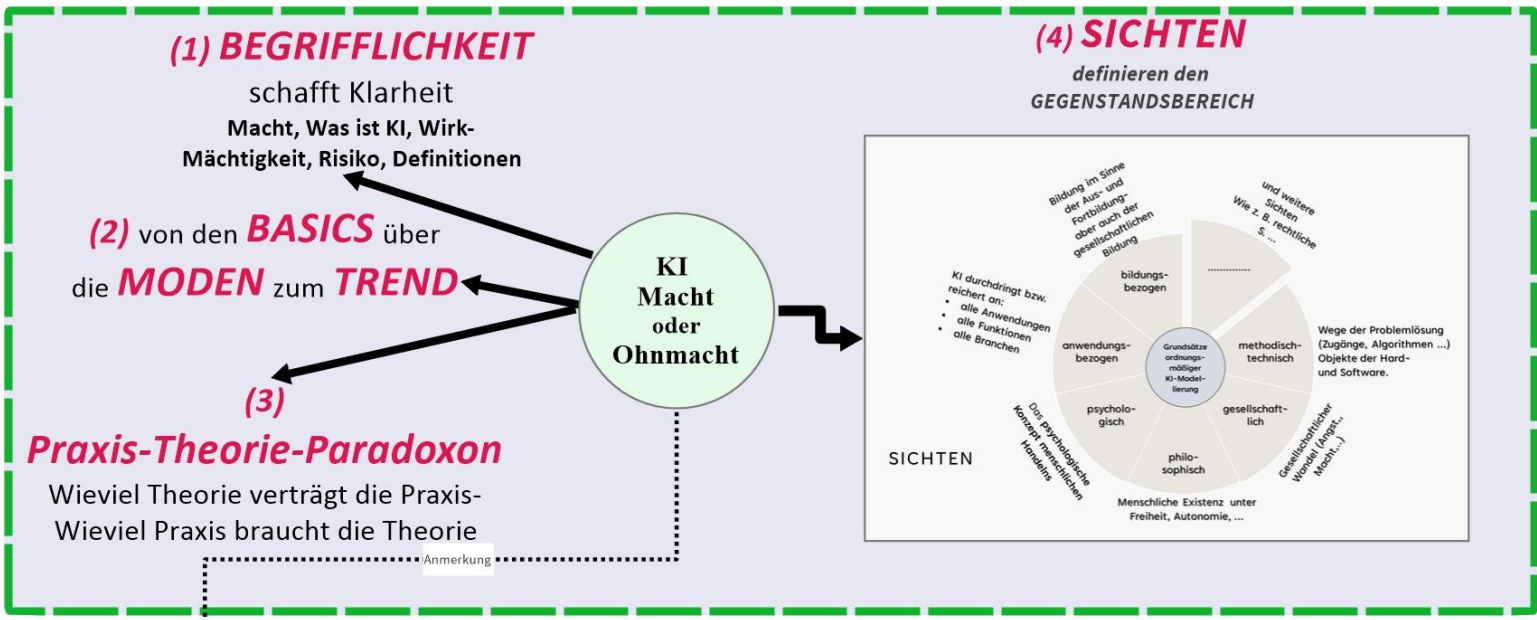 (1) BEGRIFFLICHKEIT
schafft Klarheit
Macht, Was ist KI, Wirk-
Mächtigkeit, Risiko, Definitionen
(2) von den BASICS über
die MODEN zum TREND
(3)
Praxis-Theorie-Paradoxon
Wieviel Theorie verträgt die Praxis-
Wieviel Praxis braucht die Theorie
Anmerkung
KI
Macht
oder
Ohnmacht
(4) SICHTEN
definieren den
GEGENSTANDSBEREICH
Bildung im Sinne
der Aus- und
Fortbildung-
aber auch der
gesellschaftlichen
Bildung
und weitere
Sichten
Wie z. B. rechtliche
S. ...
bildungs-
bezogen
..............
KI durchdringt bzw.
reichert an:
• alle Anwendungen
• alle Funktionen
• alle Branchen
anwendungs-
bezogen
Grundsätze
ordnungs-
mäßiger
KI-Model-
lierung
methodisch-
technisch
Wege der Problemlösung
(Zugänge, Algorithmen ...)
Objekte der Hard-
und Software.
psycholo-
gisch
gesellschaft-
lich
Das psychologische
Konzept menschlichen
Handelns
philo-
sophisch
Gesellschaftlicher
Wandel (Angst,,
Macht...)
SICHTEN
Menschliche Existenz unter
Freiheit, Autonomie, ...